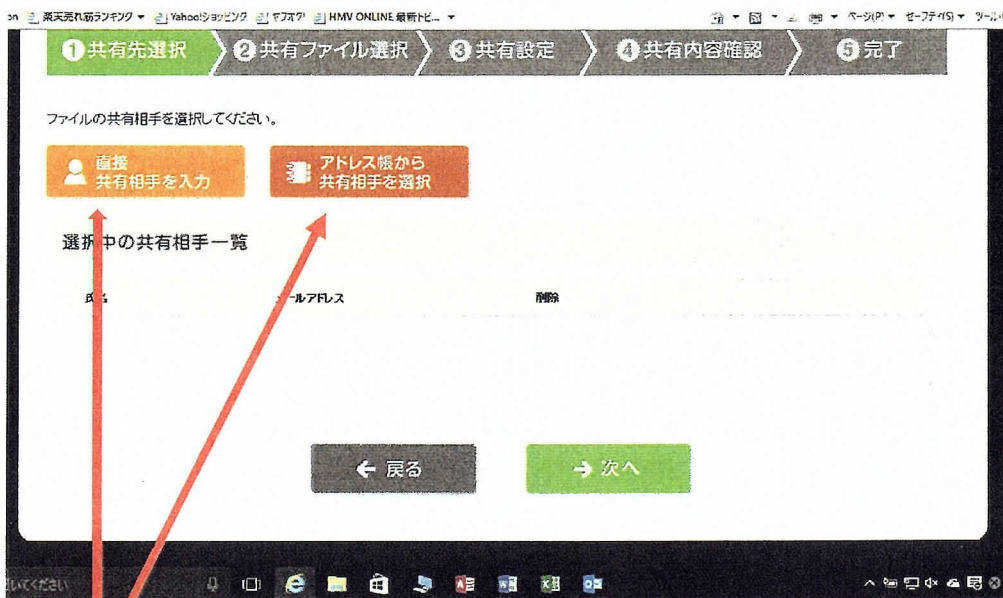 on 楽天売れ筋ランキング Yahoo!ショッピング ヤフオク! HMV ONLINE 最新トピ...
ページ(P) セーフティ(S)
1 共有先選択 2 共有ファイル選択 3 共有設定 4 共有内容確認 5 完了
ファイルの共有相手を選択してください。
直接
共有相手を入力
アドレス帳から
共有相手を選択
選択中の共有相手一覧
氏名 メールアドレス 削除
← 戻る → 次へ